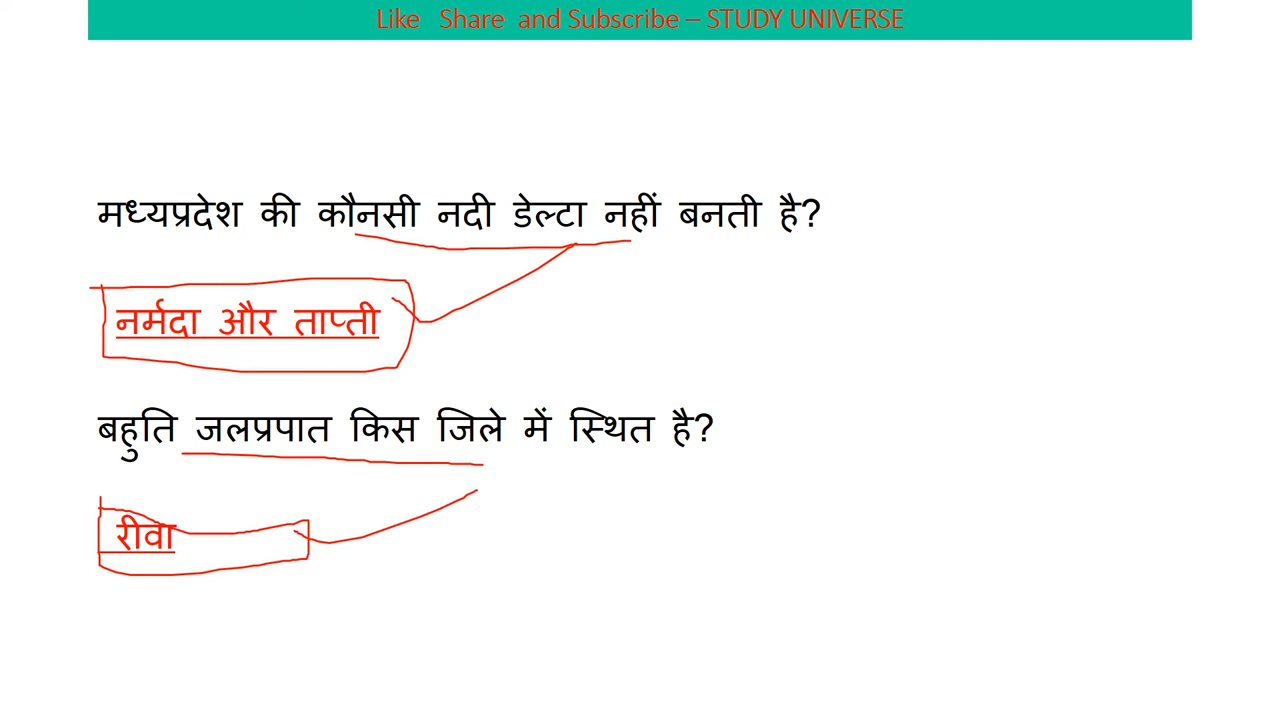 Like Share and Subscribe – STUDY UNIVERSE
मध्यप्रदेश की कौनसी नदी डेल्टा नहीं बनती है?
नर्मदा और ताप्ती
बहुति जलप्रपात किस जिले में स्थित है?
रीवा